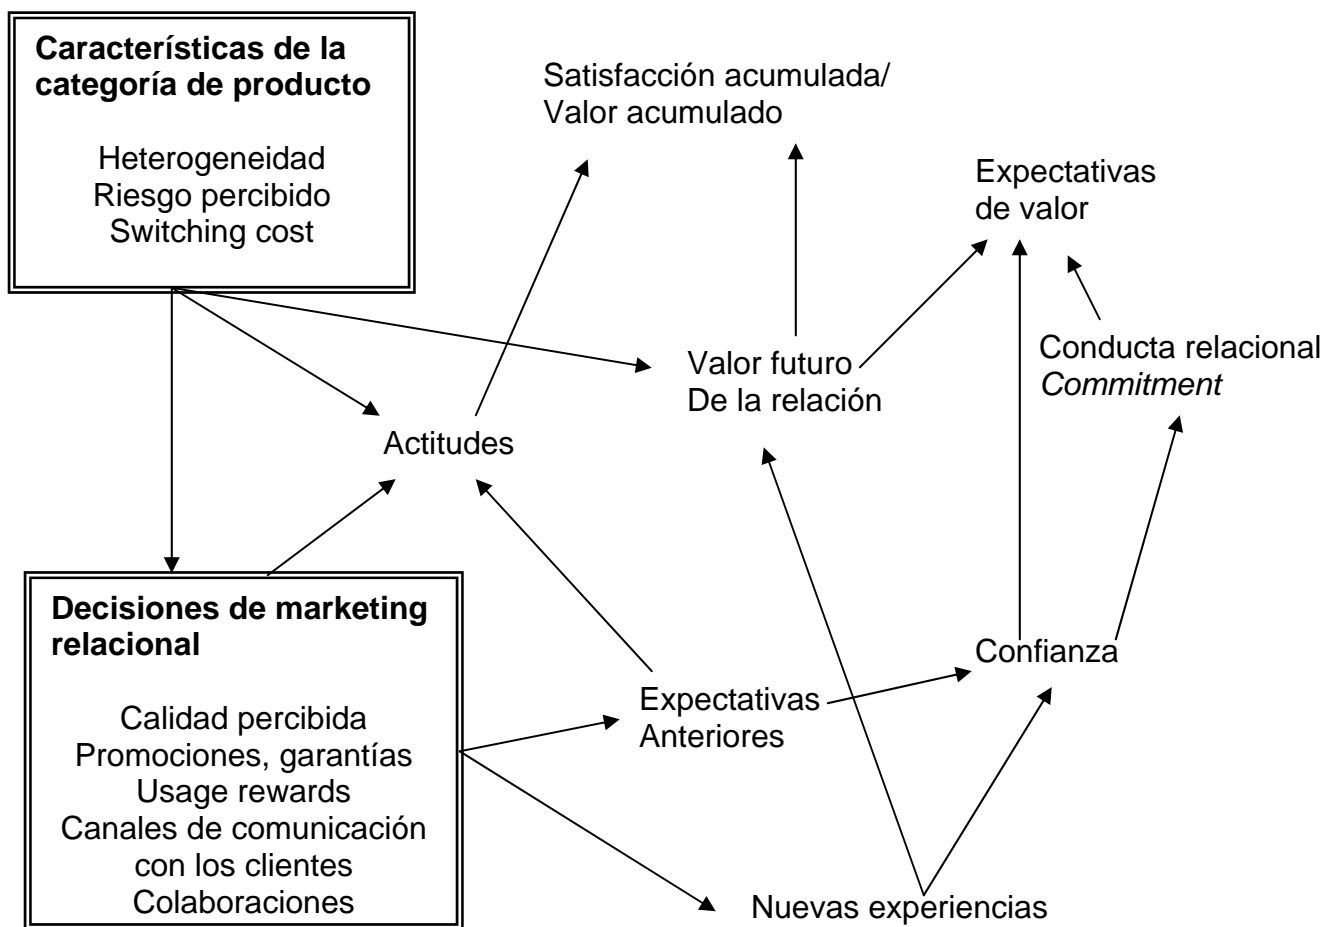 Características de la
categoría de producto
Heterogeneidad
Riesgo percibido
Switching cost
Satisfacción acumulada/
Valor acumulado
Expectativas
de valor
Valor futuro
De la relación
Conducta relacional
Commitment
Actitudes
Decisiones de marketing
relacional
Calidad percibida
Promociones, garantías
Usage rewards
Canales de comunicación
con los clientes
Colaboraciones
Expectativas
Anteriores
Confianza
Nuevas experiencias